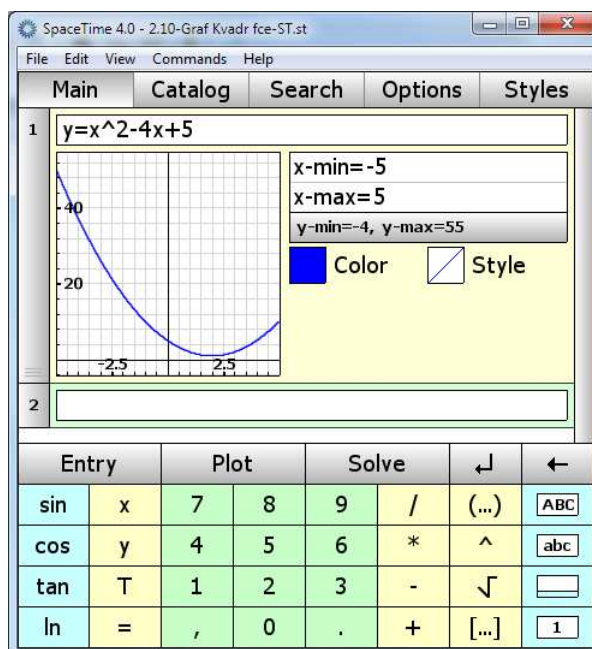 SpaceTime 4.0 - 2.10-Graf Kvadr fce-ST.st
File Edit View Commands Help
Main Catalog Search Options Styles
1 y=x^2-4x+5
x-min=-5
x-max=5
y-min=-4, y-max=55
Color Style
40
20
-2.5 2.5
2
Entry Plot Solve ↵ ←
sin x 7 8 9 / (...) ABC
cos y 4 5 6 * ^ abc
tan T 1 2 3 - √
ln = , 0 . + [...] 1